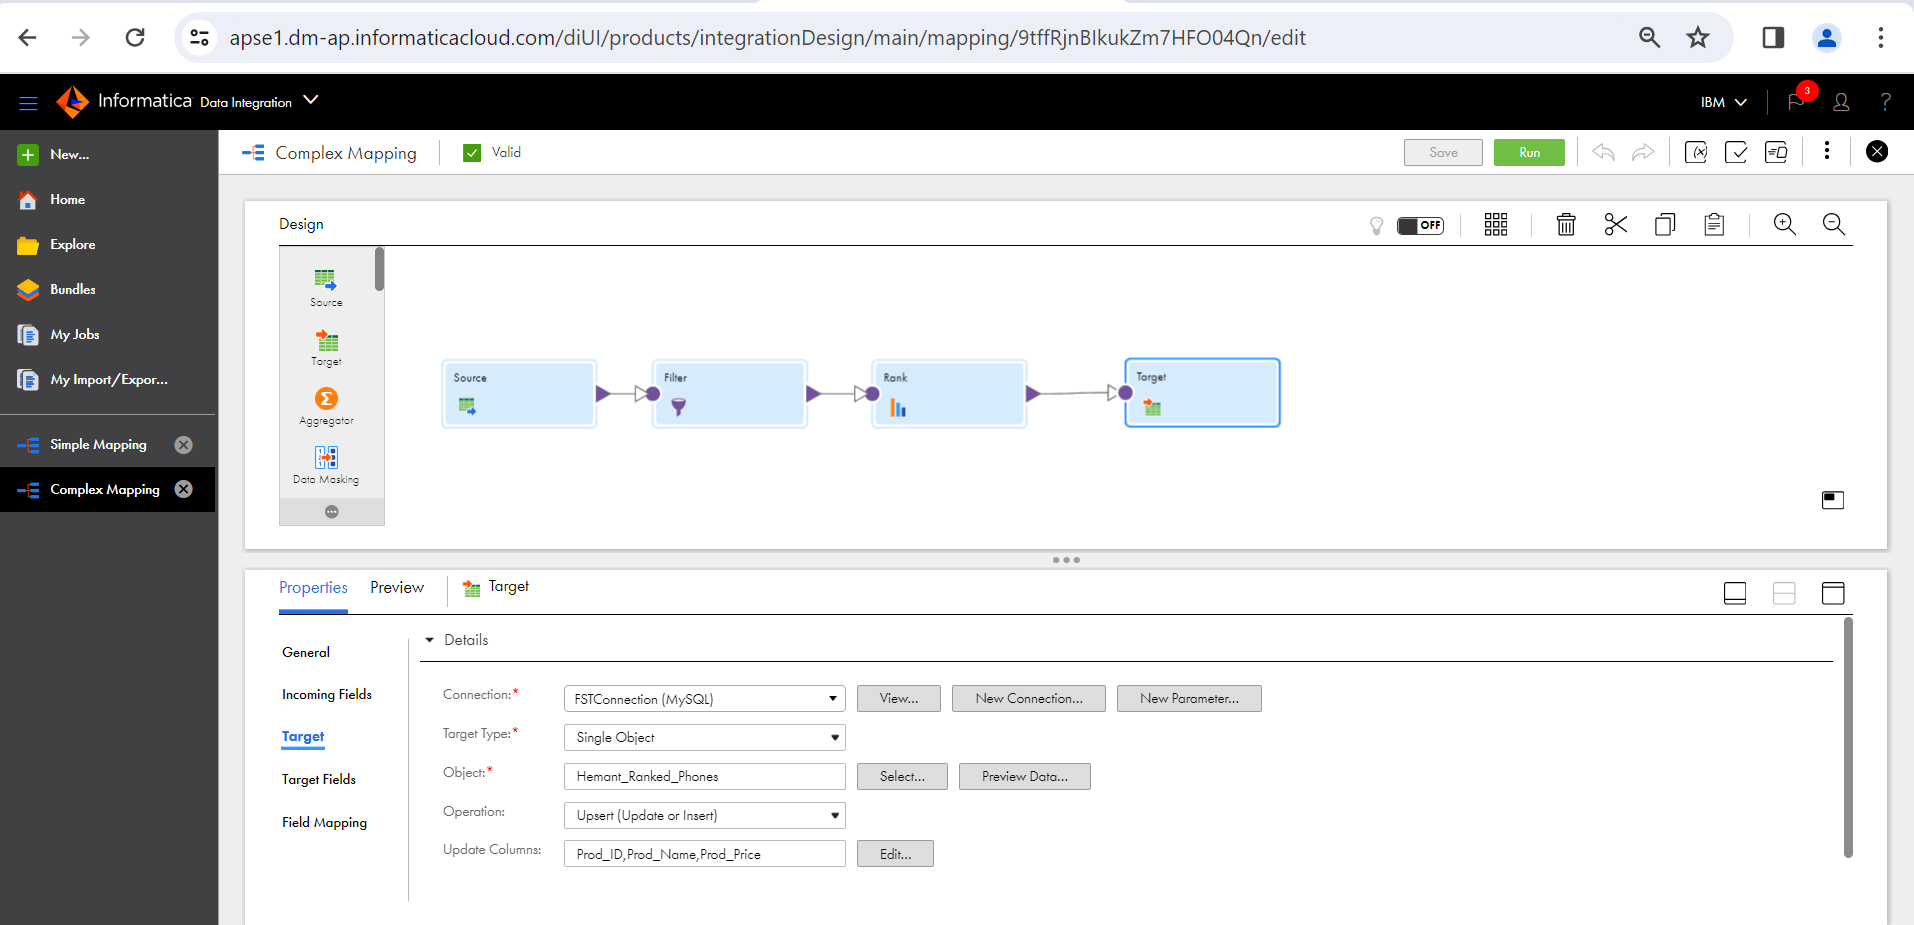 apse1.dm-ap.informaticacloud.com/diUI/products/integrationDesign/main/mapping/9tffRjnBIkukZm7HFO04Qn/edit
Informatica Data Integration
IBM
3
?
New...
Home
Explore
Bundles
My Jobs
My Import/Expor...
Simple Mapping
Complex Mapping
Complex Mapping
Valid
Save
Run
Design
OFF
Source
Target
Aggregator
Data Masking
Source
Filter
Rank
Target
Properties
Preview
Target
General
Incoming Fields
Target
Target Fields
Field Mapping
Details
Connection:* FSTConnection (MySQL) View... New Connection... New Parameter...
Target Type:* Single Object
Object:* Hemant_Ranked_Phones Select... Preview Data...
Operation: Upsert (Update or Insert)
Update Columns: Prod_ID,Prod_Name,Prod_Price Edit...